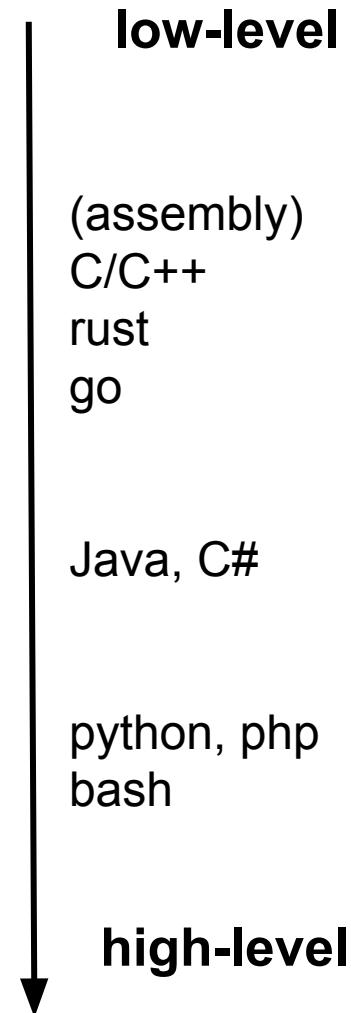 low-level
(assembly)
C/C++
rust
go
Java, C#
python, php
bash
high-level